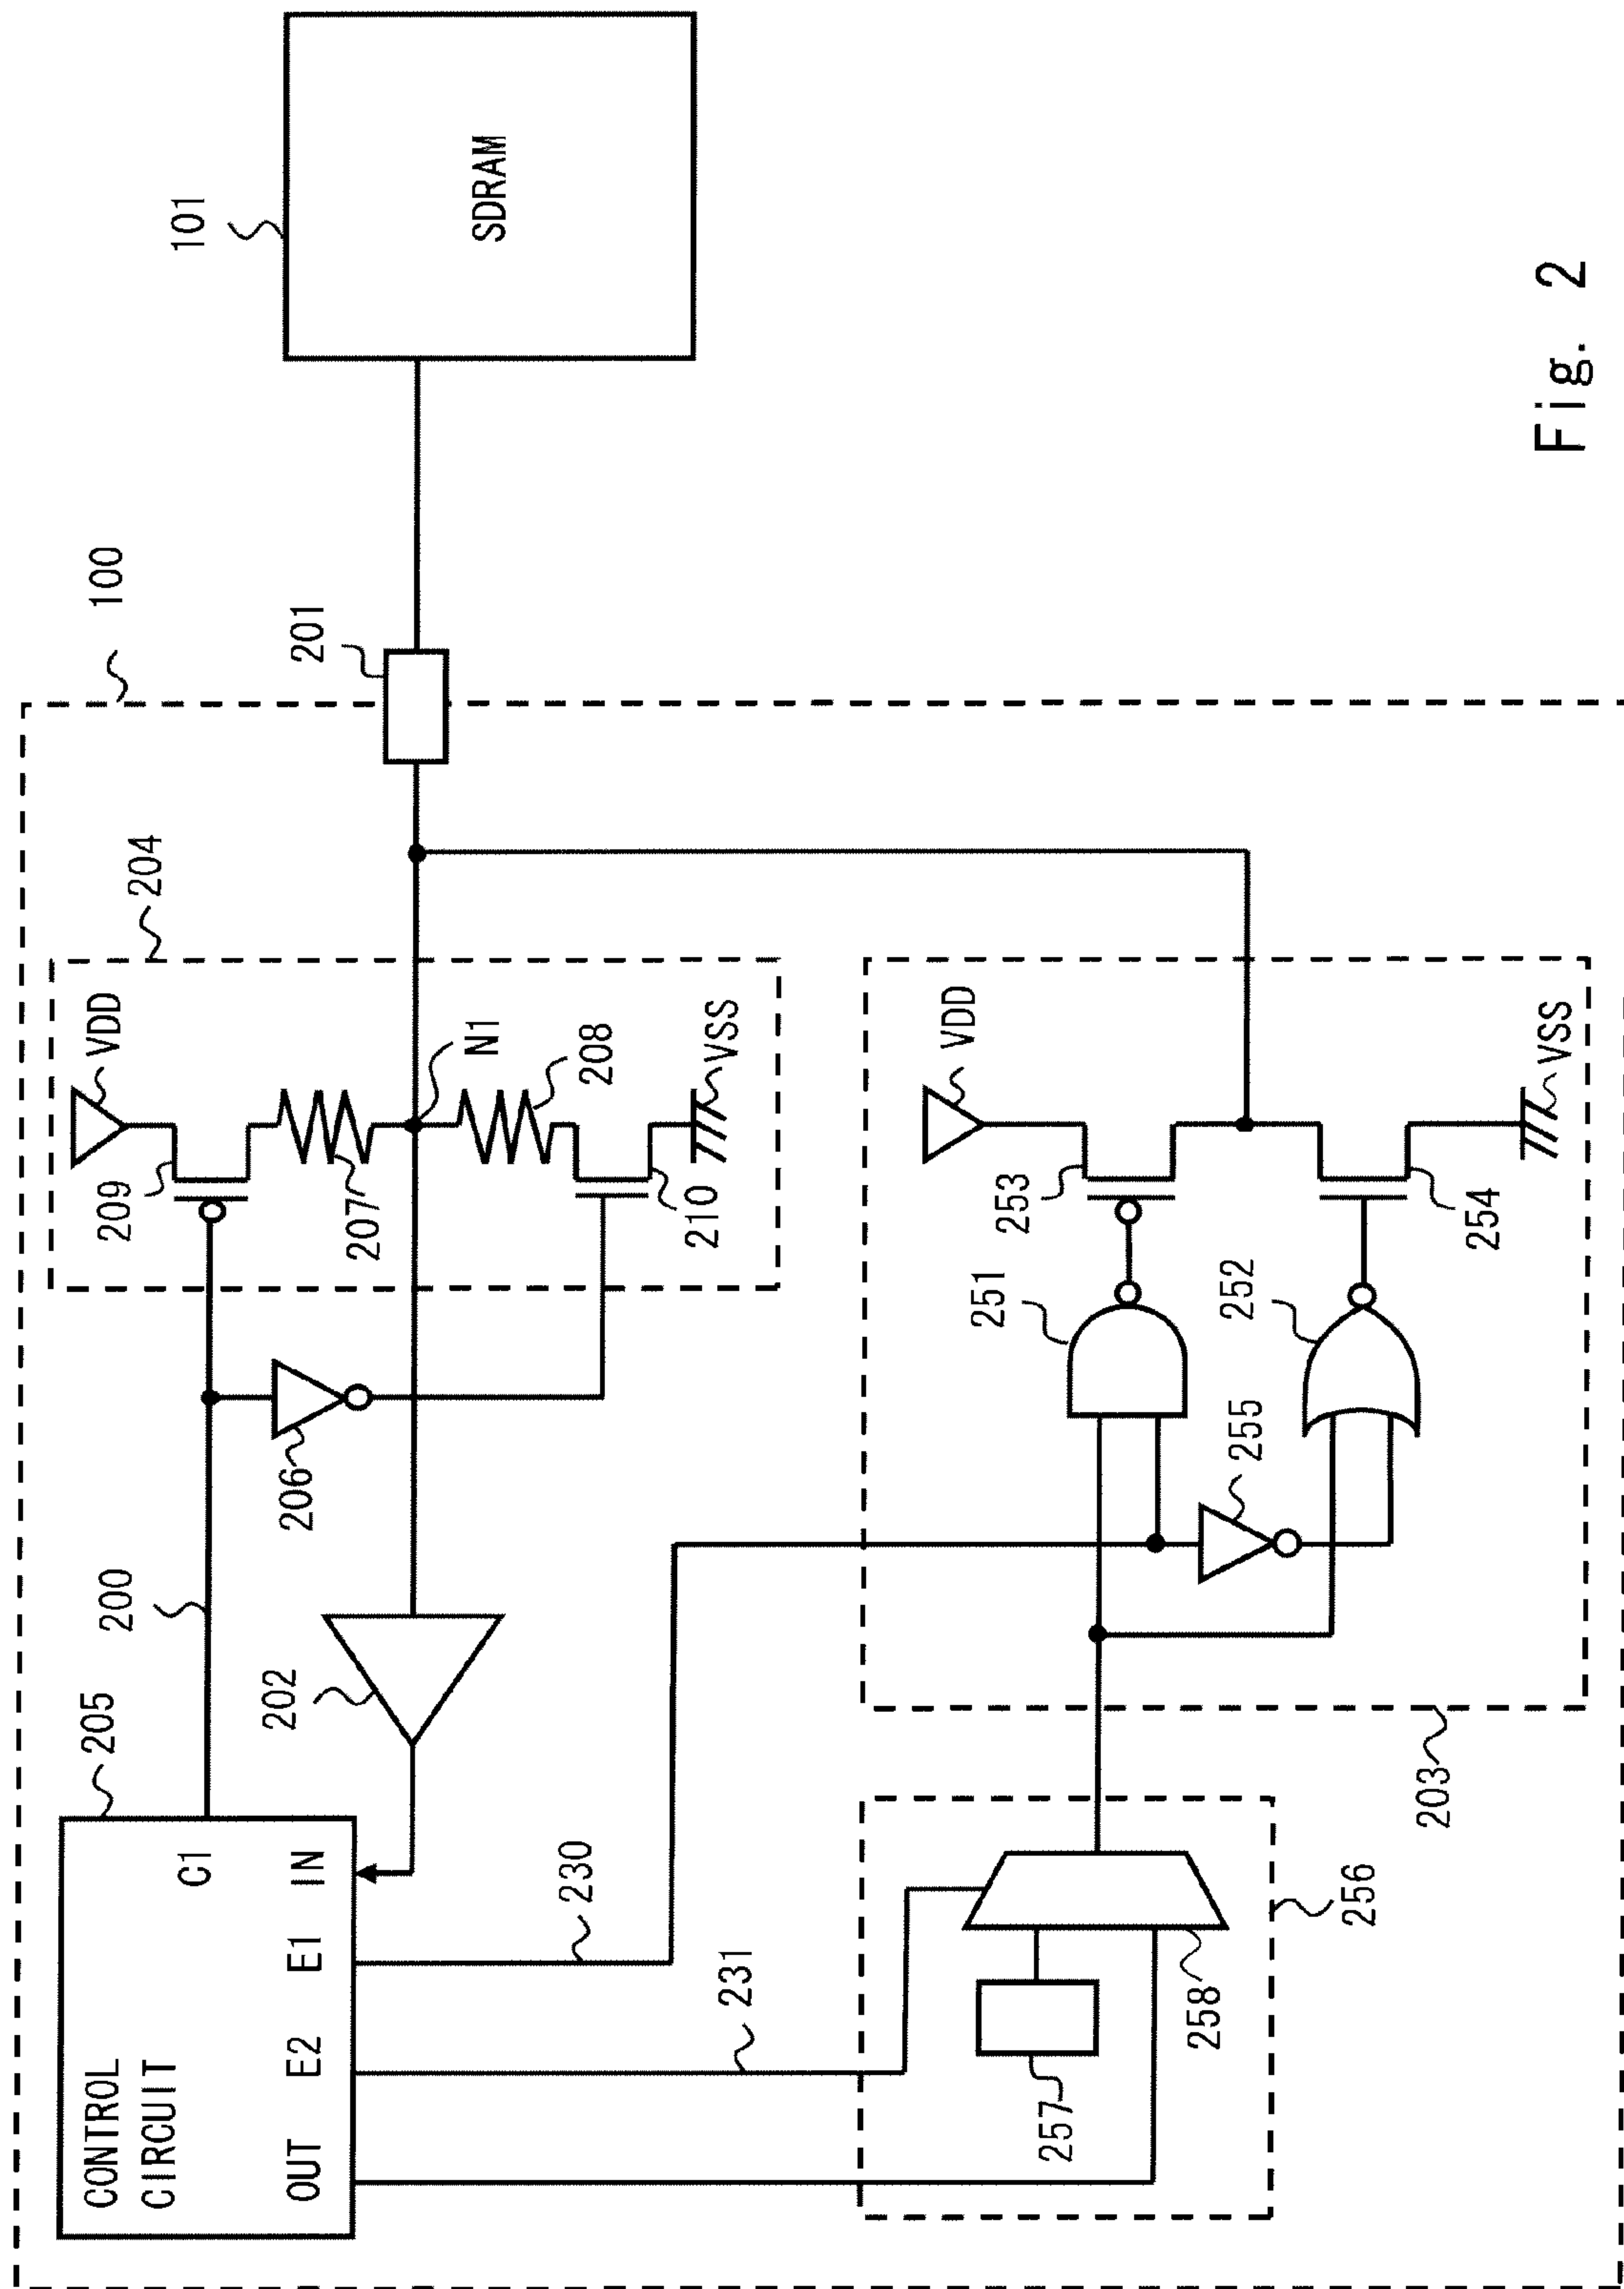 100
205
CONTROL
CIRCUIT
C1
OUT
E2
E1
IN
200
206
202
204
209
VDD
207
N1
208
210
VSS
201
101
SDRAM
230
231
256
257
258
203
255
251
252
253
254
VDD
VSS
Fig. 2